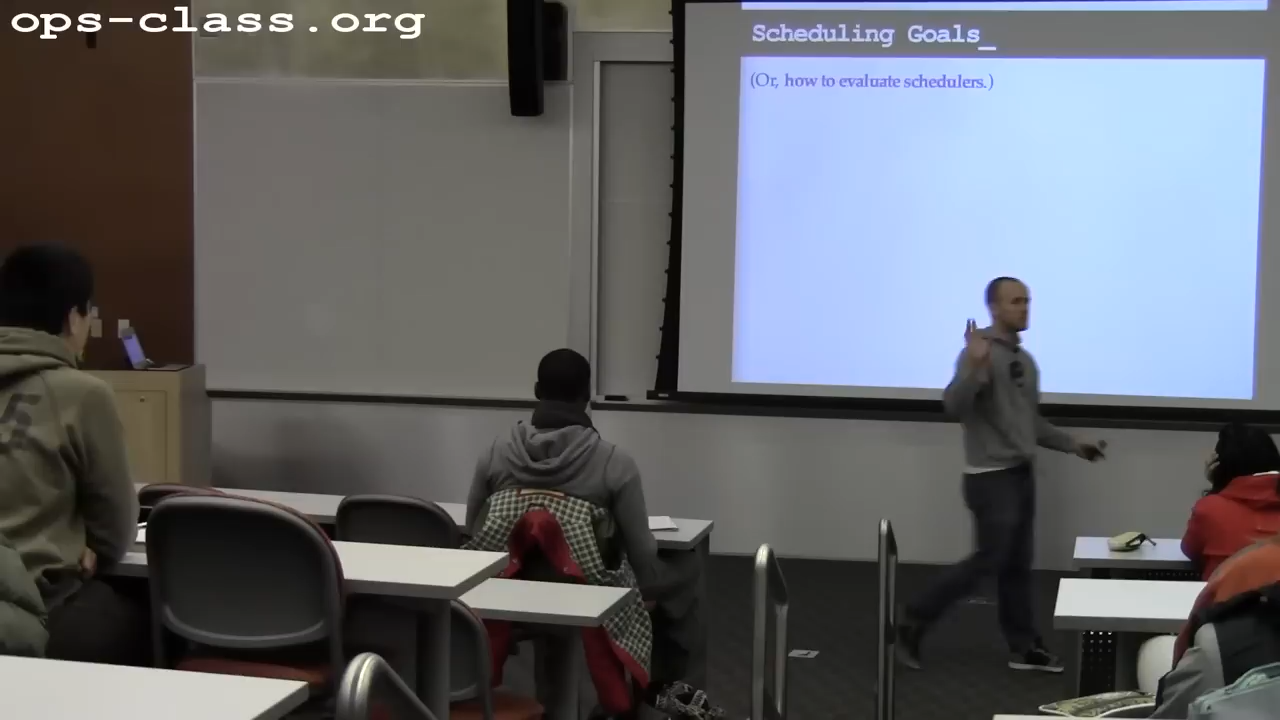 ops-class.org
Scheduling Goals_
(Or, how to evaluate schedulers.)